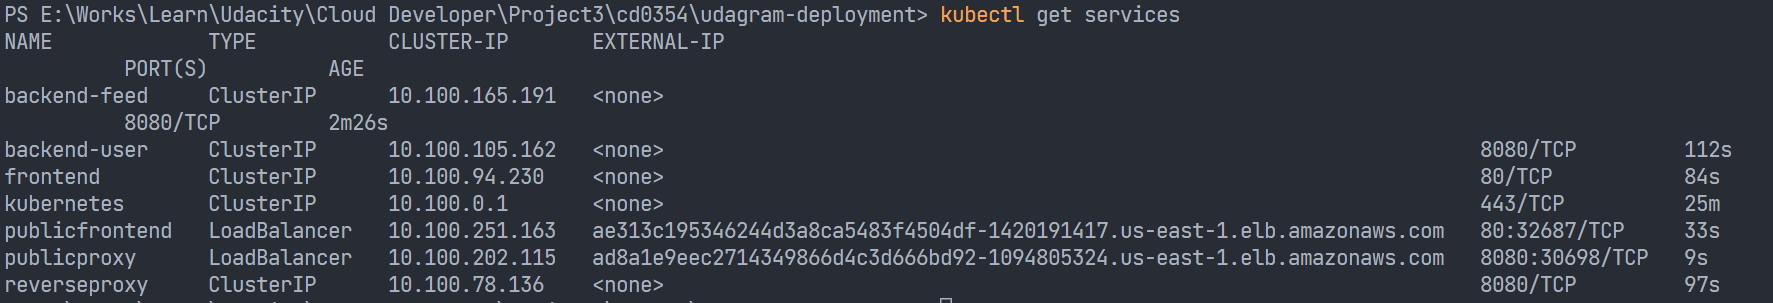 PS E:\Works\Learn\Udacity\Cloud Developer\Project3\cd0354\udagram-deployment> kubectl get services
NAME             TYPE           CLUSTER-IP       EXTERNAL-IP
          PORT(S)          AGE
backend-feed     ClusterIP      10.100.165.191   <none>
          8080/TCP         2m26s
backend-user     ClusterIP      10.100.105.162   <none>                                                                    8080/TCP         112s
frontend         ClusterIP      10.100.94.230    <none>                                                                    80/TCP           84s
kubernetes       ClusterIP      10.100.0.1       <none>                                                                    443/TCP          25m
publicfrontend   LoadBalancer   10.100.251.163   ae313c195346244d3a8ca5483f4504df-1420191417.us-east-1.elb.amazonaws.com   80:32687/TCP     33s
publicproxy      LoadBalancer   10.100.202.115   ad8a1e9eec2714349866d4c3d666bd92-1094805324.us-east-1.elb.amazonaws.com   8080:30698/TCP   9s
reverseproxy     ClusterIP      10.100.78.136    <none>                                                                    8080/TCP         97s